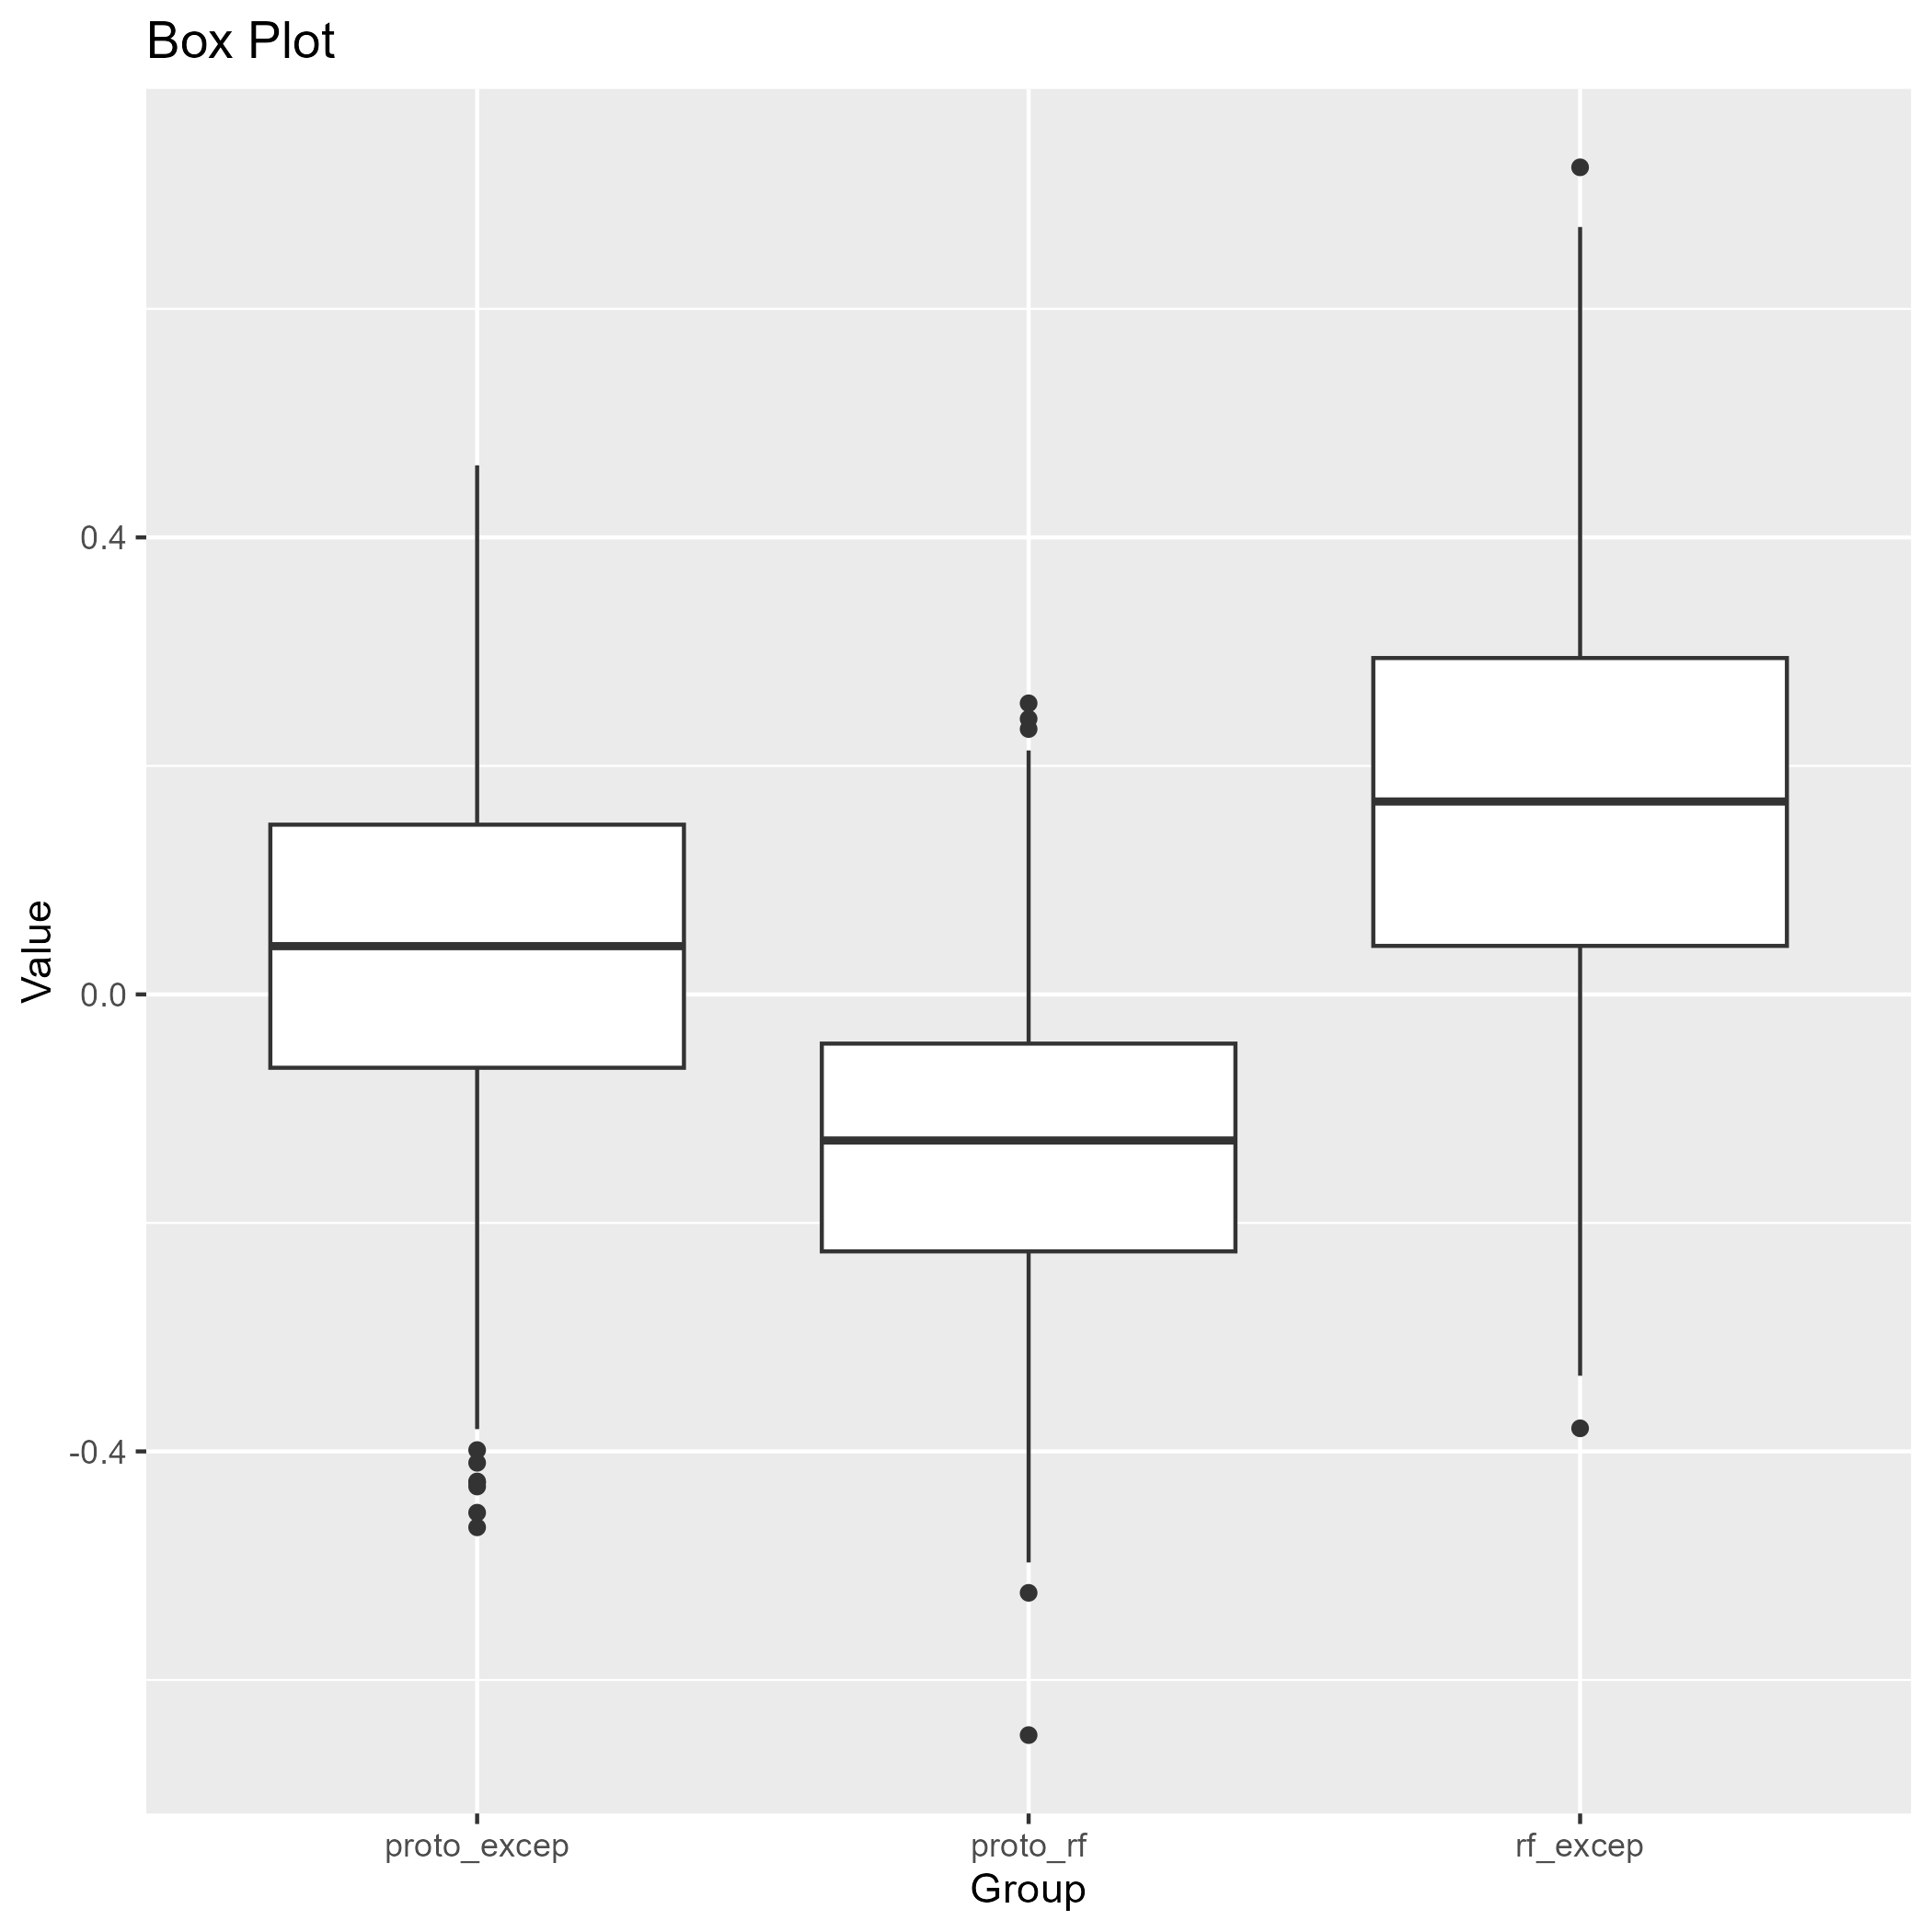 Box Plot
Value
0.4
0.0
-0.4
proto_excep
proto_rf
rf_excep
Group